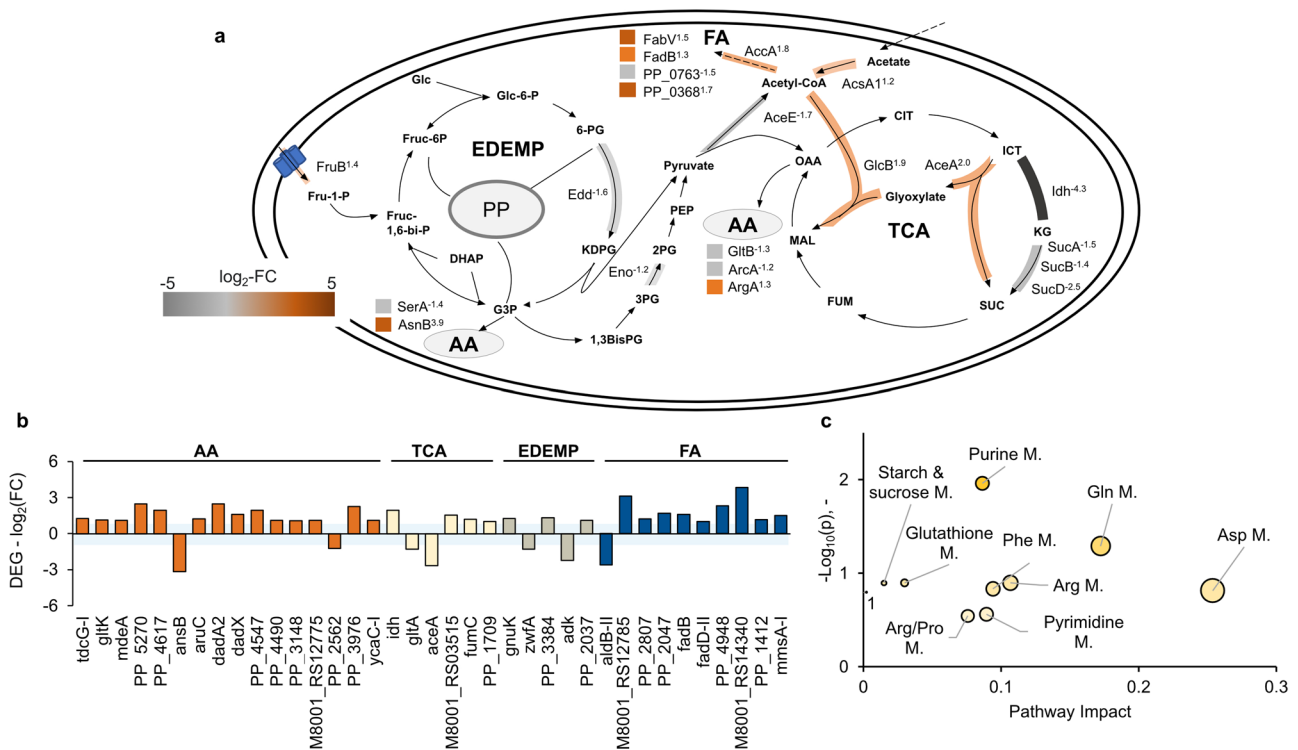 a
FabV1.5
FadB1.3
PP_0763-1.5
PP_03681.7
FA
AccA1.8
Acetate
Acetyl-CoA
AcsA11.2
Glc
Glc-6-P
AceE-1.7
CIT
Fruc-6P
EDEMP
6-PG
Pyruvate
OAA
ICT
GlcB1.9
AceA2.0
FruB1.4
Fru-1-P
Edd-1.6
Idh-4.3
Glyoxylate
PP
PEP
AA
TCA
Fruc-
1,6-bi-P
KG
MAL
2PG
GltB-1.3
SucA-1.5
DHAP
KDPG
ArcA-1.2
SucB-1.4
Eno-1.2
ArgA1.3
SucD-2.5
log2-FC
-5
5
3PG
FUM
SUC
SerA-1.4
G3P
AsnB3.9
AA
1,3BisPG
b
AA
TCA
EDEMP
FA
DEG - log2(FC)
6
3
0
-3
-6
tdcG-I
gltK
mdeA
PP_5270
PP_4617
ansB
aruC
dadA2
dadX
PP_4547
PP_4490
PP_3148
M8001_RS12775
PP_2562
PP_3976
ycaC-I
idh
gltA
aceA
M8001_RS03515
fumC
PP_1709
gnuK
zwfA
PP_3384
adk
PP_2037
aldB-II
M8001_RS12785
PP_2807
PP_2047
fadB
fadD-II
PP_4948
M8001_RS14340
PP_1412
mmsA-I
c
-Log10(p), -
2
1
0
Purine M.
Starch &
sucrose M.
Gln M.
Glutathione
M.
Phe M.
Asp M.
Arg M.
1
Arg/Pro
M.
Pyrimidine
M.
0
0.1
0.2
0.3
Pathway Impact